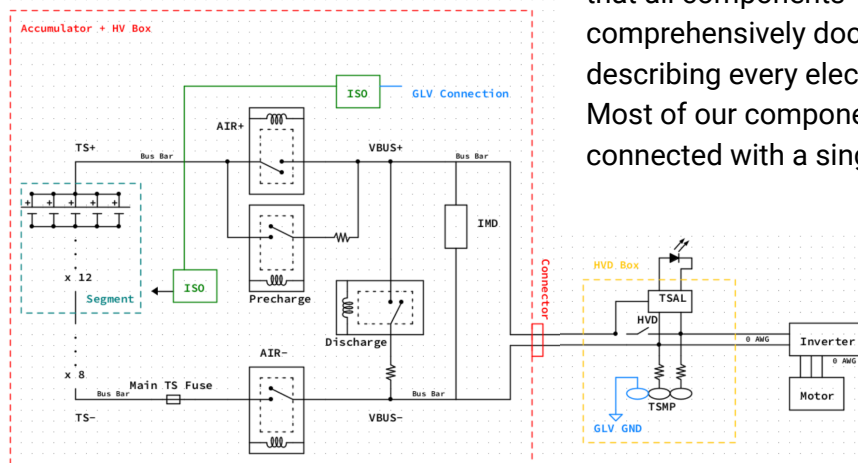 that all components
comprehensively doc
describing every elec
Most of our compone
connected with a sing
Accumulator + HV Box
ISO
GLV Connection
AIR+
TS+
Bus Bar
VBUS+
Bus Bar
+ + + + +
IMD
x 12
Segment
ISO
Precharge
Connector
HVD Box
TSAL
HVD
Discharge
0 AWG
Inverter
0 AWG
AIR-
x 8
Main TS Fuse
Bus Bar
Bus Bar
TS-
VBUS-
TSMP
Motor
GLV GND